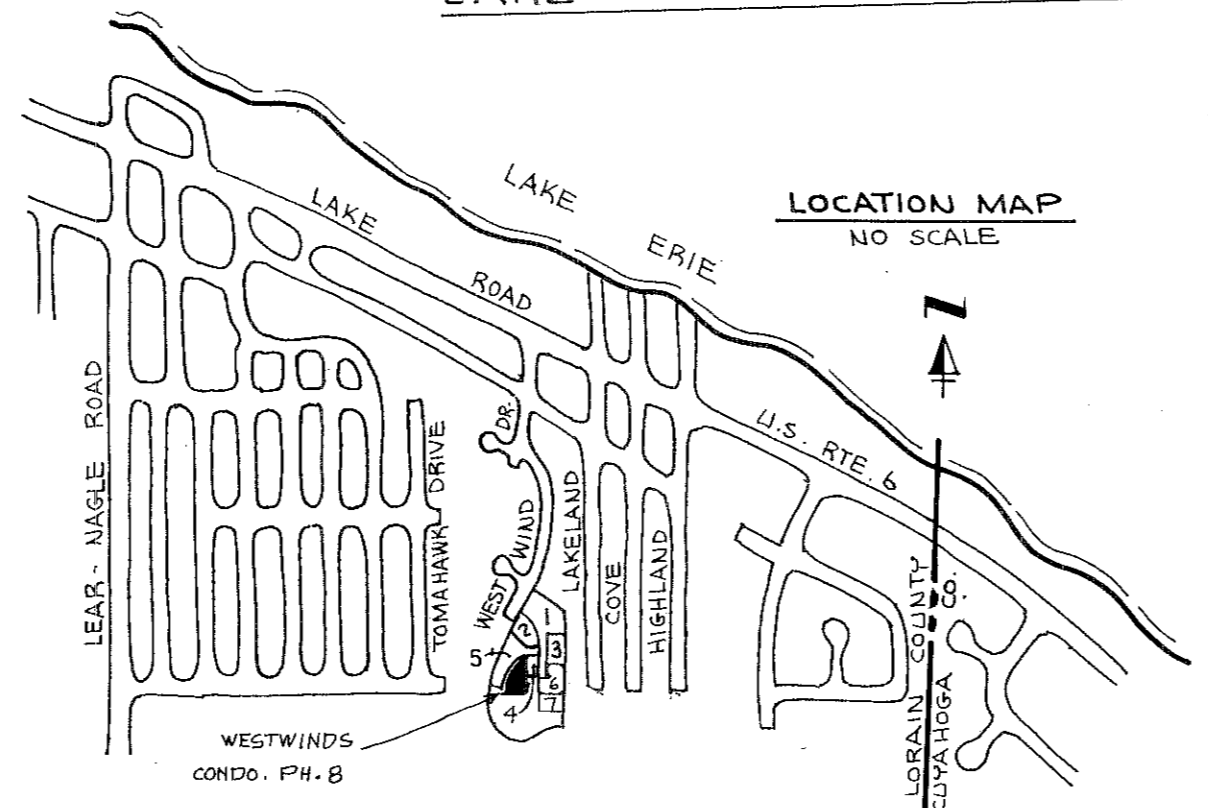 LOCATION MAP
NO SCALE
LAKE
ERIE
LAKE
ROAD
U.S. RTE. 6
LEAR-NAGLE ROAD
TOMAHAWK DRIVE
WEST WIND DR.
LAKELAND
COVE
HIGHLAND
LORAIN COUNTY
CUYAHOGA CO.
1
2
3
5
6
4
7
WESTWINDS
CONDO. PH.8
N